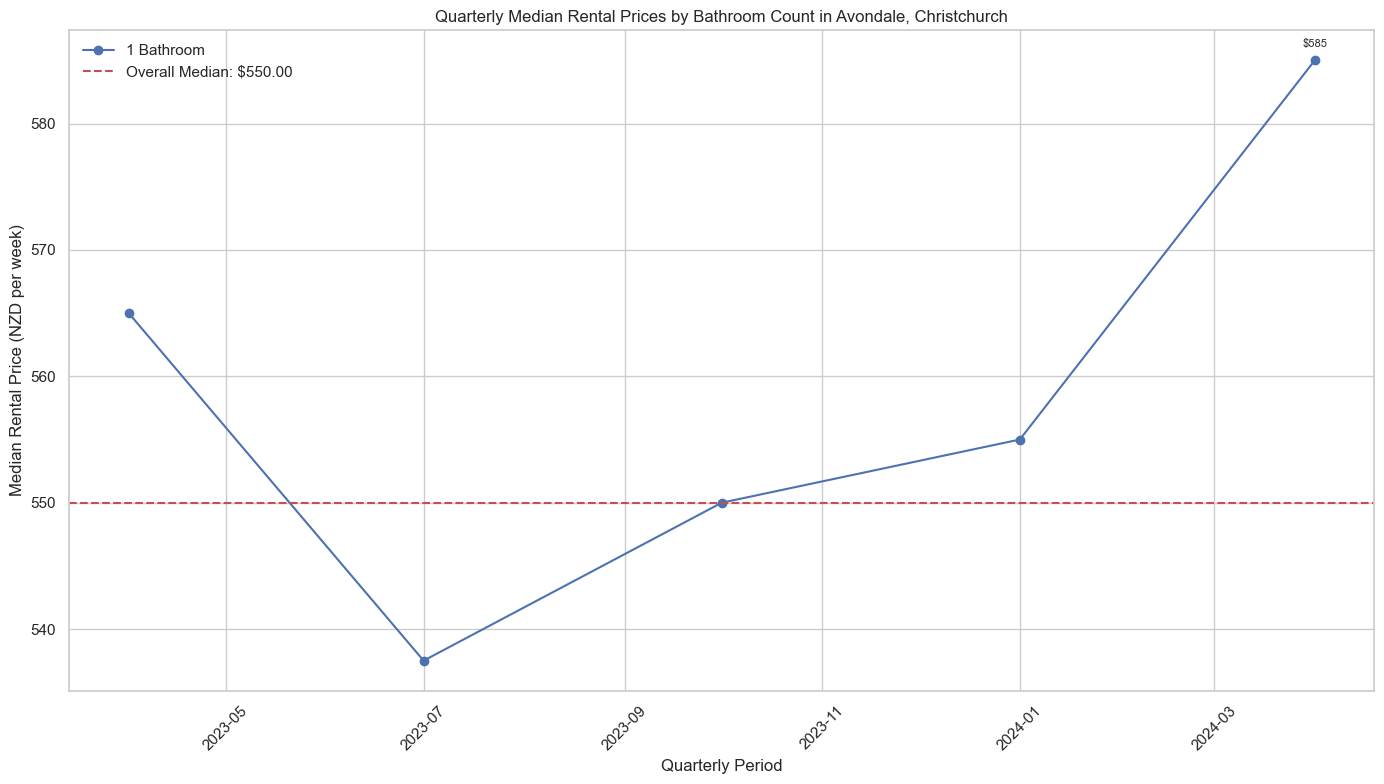 Quarterly Median Rental Prices by Bathroom Count in Avondale, Christchurch
1 Bathroom
Overall Median: $550.00
$585
Median Rental Price (NZD per week)
580
570
560
550
540
2023-05
2023-07
2023-09
2023-11
2024-01
2024-03
Quarterly Period